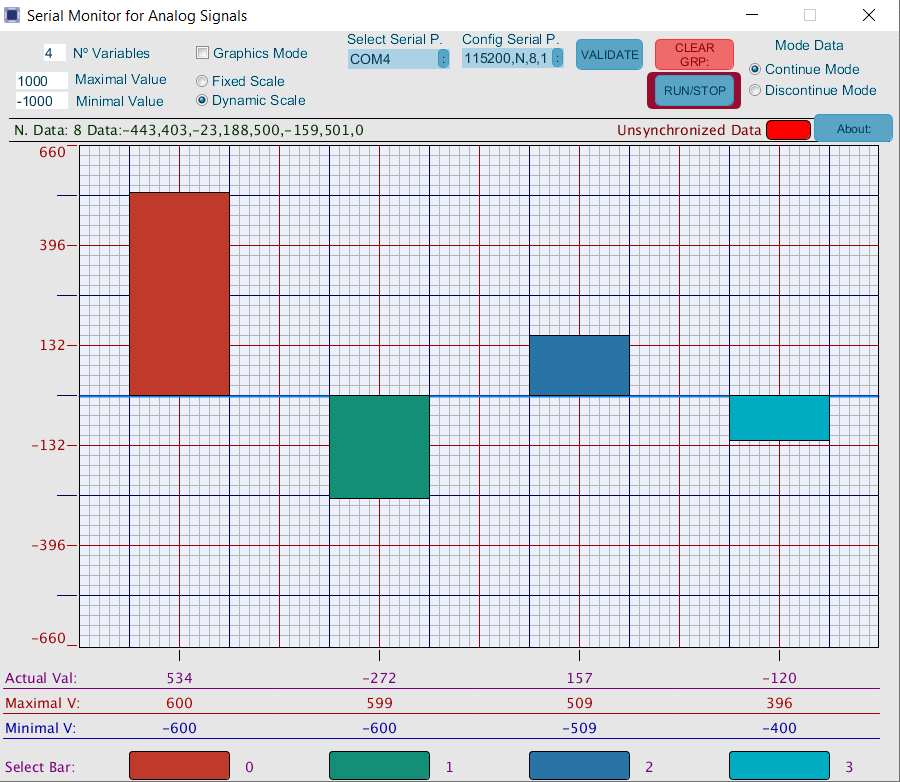 Serial Monitor for Analog Signals
4 Nº Variables
Graphics Mode
Select Serial P.
Config Serial P.
COM4
115200,N,8,1
VALIDATE
CLEAR
GRP:
Mode Data
1000 Maximal Value
Fixed Scale
Continue Mode
-1000 Minimal Value
Dynamic Scale
RUN/STOP
Discontinue Mode
N. Data: 8 Data:-443,403,-23,188,500,-159,501,0
Unsynchronized Data
About:
660
396
132
-132
-396
-660
Actual Val: 534 -272 157 -120
Maximal V: 600 599 509 396
Minimal V: -600 -600 -509 -400
Select Bar: 0 1 2 3